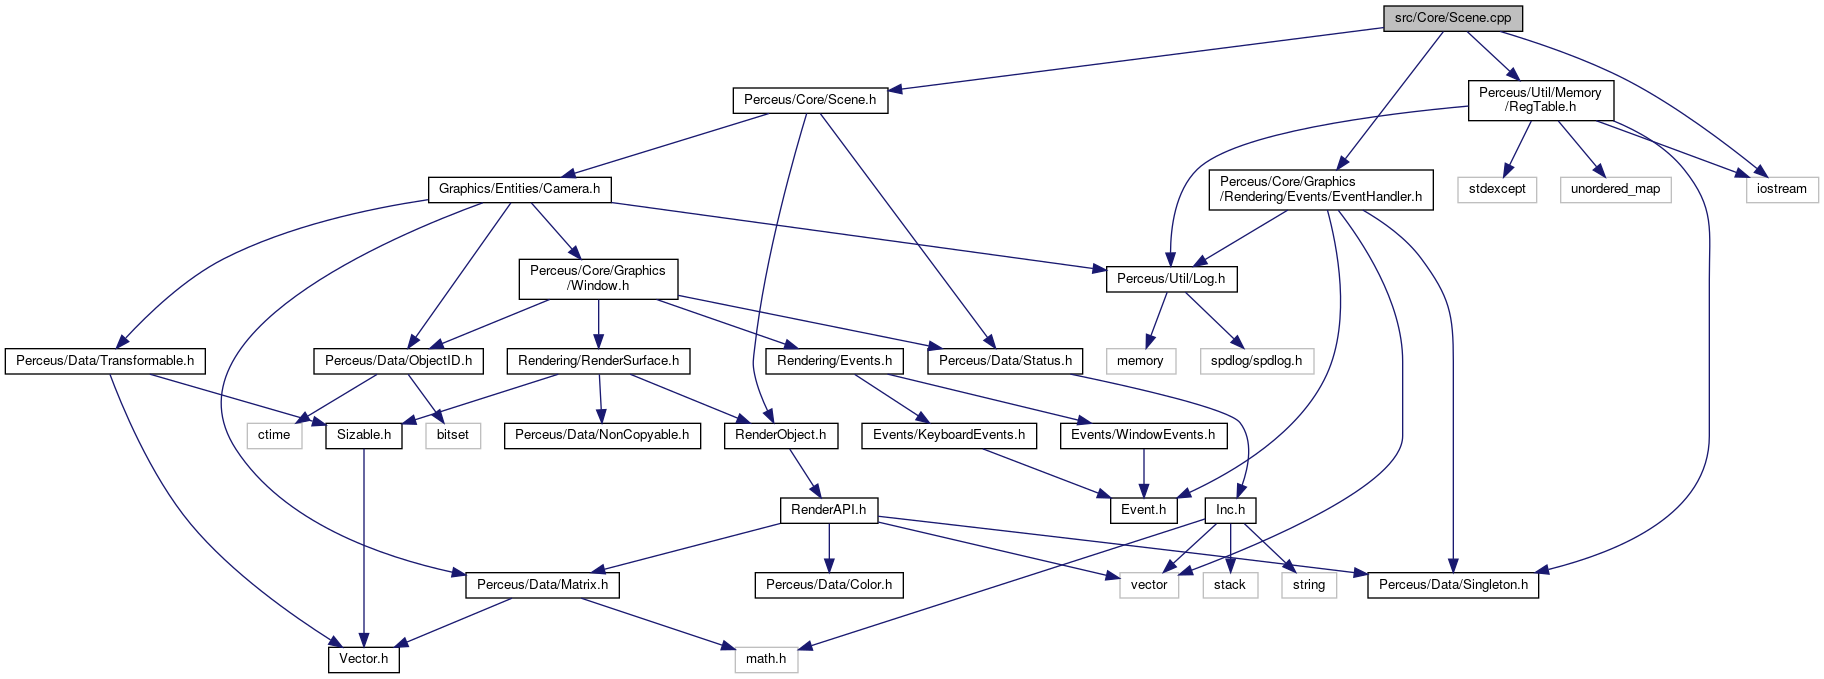 src/Core/Scene.cpp
Perceus/Core/Scene.h
Perceus/Util/Memory
/RegTable.h
Graphics/Entities/Camera.h
Perceus/Core/Graphics
/Rendering/Events/EventHandler.h
stdexcept
unordered_map
iostream
Perceus/Core/Graphics
/Window.h
Perceus/Util/Log.h
Perceus/Data/Transformable.h
Perceus/Data/ObjectID.h
Rendering/RenderSurface.h
Rendering/Events.h
Perceus/Data/Status.h
memory
spdlog/spdlog.h
ctime
Sizable.h
bitset
Perceus/Data/NonCopyable.h
RenderObject.h
Events/KeyboardEvents.h
Events/WindowEvents.h
RenderAPI.h
Event.h
Inc.h
Perceus/Data/Matrix.h
Perceus/Data/Color.h
vector
stack
string
Perceus/Data/Singleton.h
Vector.h
math.h